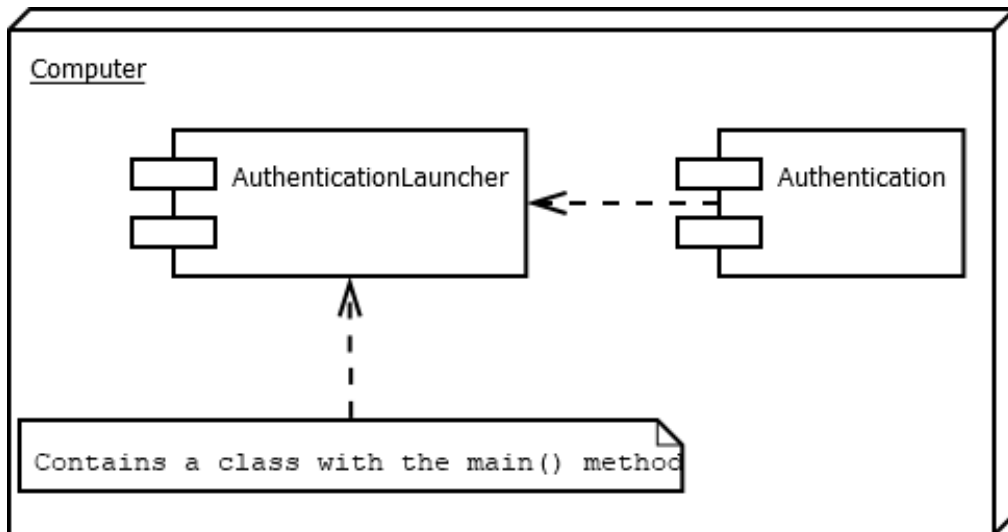 Computer
AuthenticationLauncher
Authentication
Contains a class with the main() method